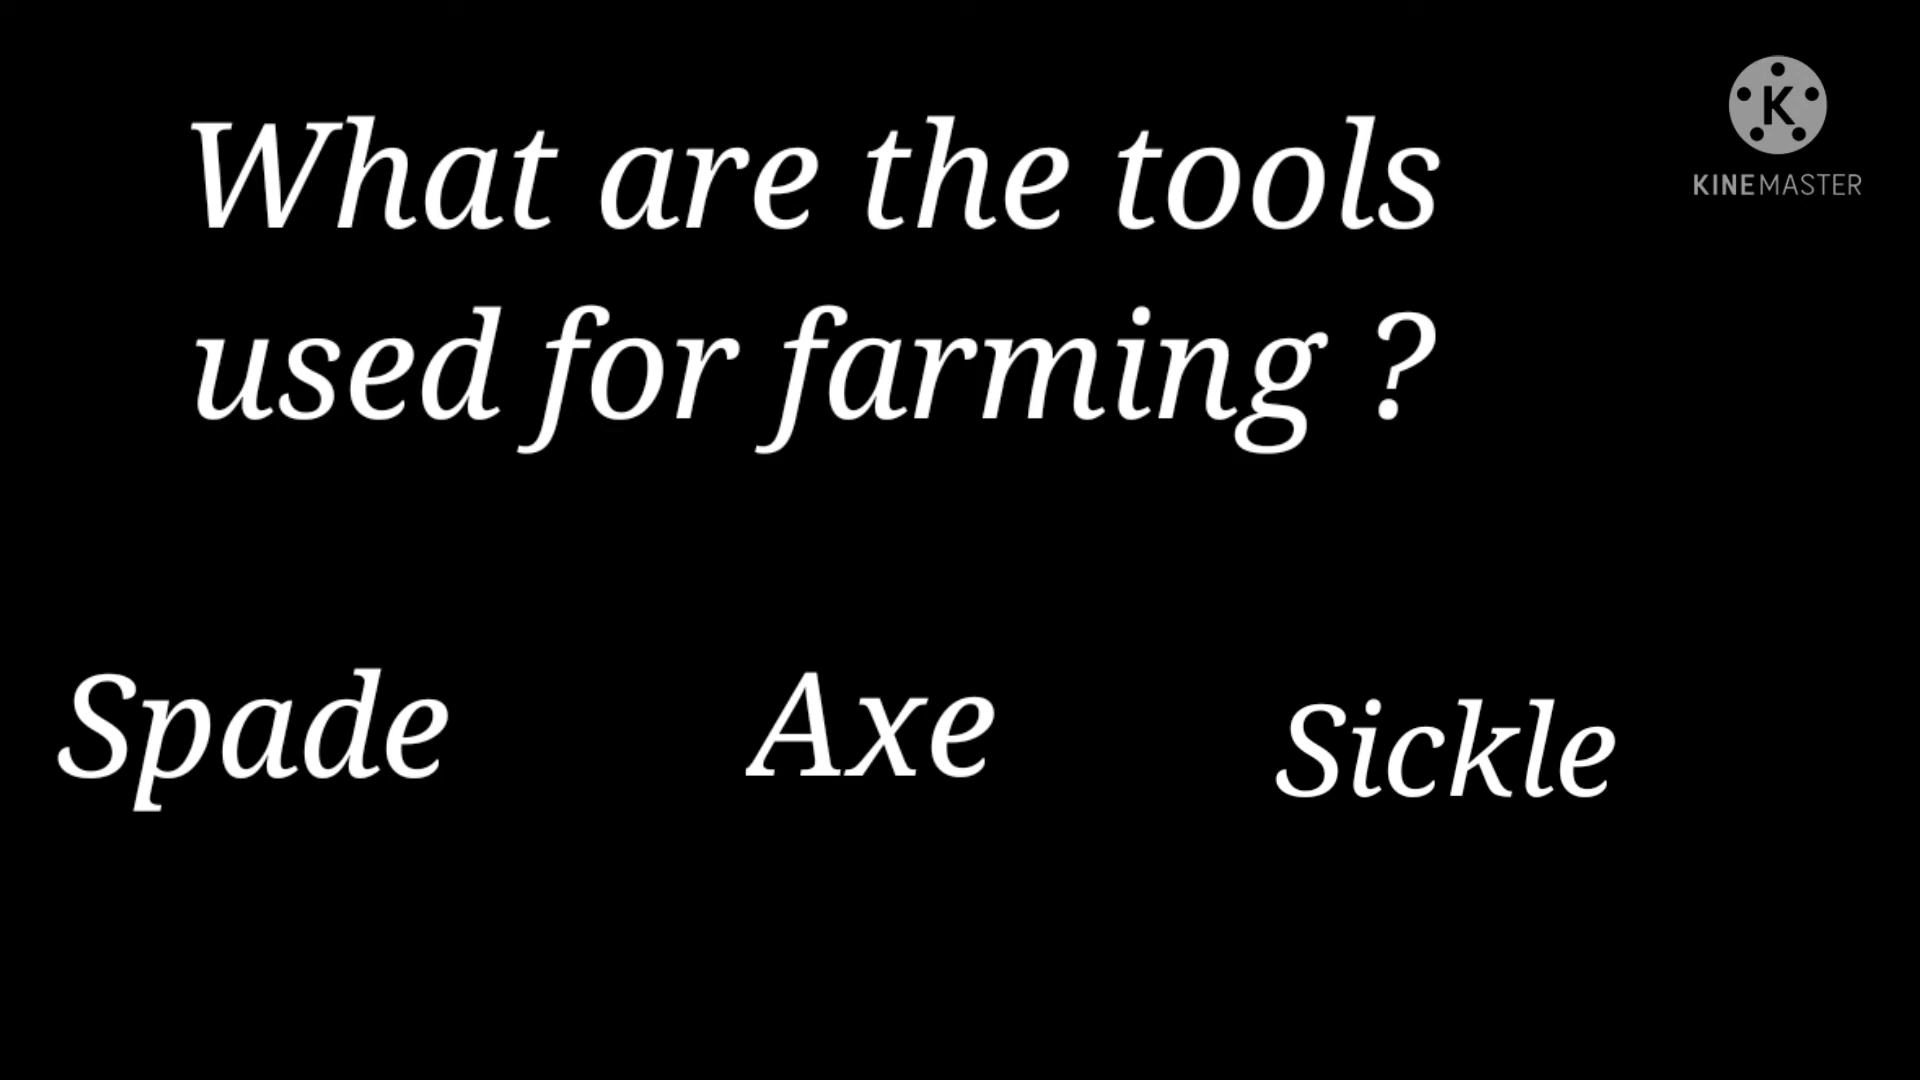 What are the tools
used for farming ?
Spade Axe Sickle
K
KINEMASTER